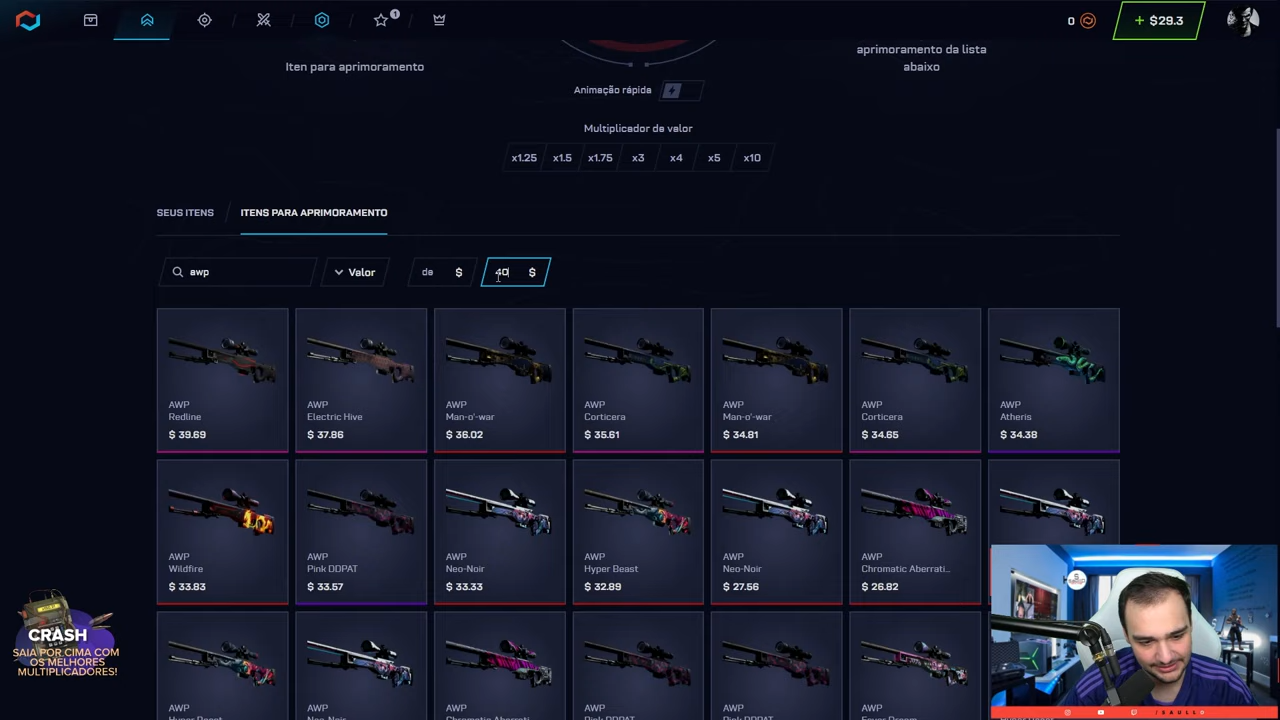 1
0
+ $29.3
Iten para aprimoramento
aprimoramento da lista
abaixo
Animação rápida
Multiplicador de valor
x1.25 x1.5 x1.75 x3 x4 x5 x10
SEUS ITENS / ITENS PARA APRIMORAMENTO
awp
Valor
de $
40 $
AWP
Redline
$ 39.69
AWP
Electric Hive
$ 37.86
AWP
Man-o'-war
$ 36.02
AWP
Corticera
$ 35.61
AWP
Man-o'-war
$ 34.81
AWP
Corticera
$ 34.65
AWP
Atheris
$ 34.38
AWP
Wildfire
$ 33.83
AWP
Pink DDPAT
$ 33.57
AWP
Neo-Noir
$ 33.33
AWP
Hyper Beast
$ 32.89
AWP
Neo-Noir
$ 27.56
AWP
Chromatic Aberrati...
$ 26.82
AWP
AWP
AWP
AWP
AWP
AWP
CRASH
SAIA POR CIMA COM
OS MELHORES
MULTIPLICADORES!
/SAULLO